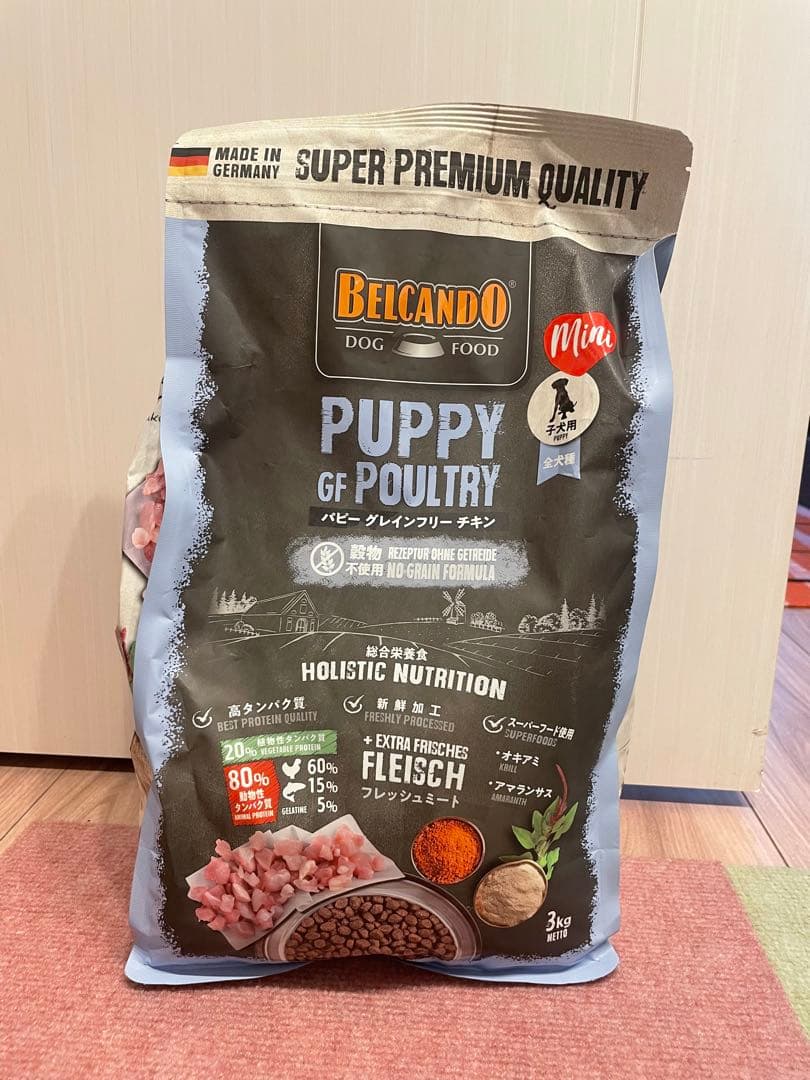 MADE IN
GERMANY
SUPER PREMIUM QUALITY
BELCANDO®
DOG FOOD
Mini
子犬用
PUPPY
全犬種
PUPPY
GF POULTRY
パピー グレインフリー チキン
穀物
不使用
REZEPTUR OHNE GETREIDE
NO GRAIN FORMULA
総合栄養食
HOLISTIC NUTRITION
高タンパク質
BEST PROTEIN QUALITY
新鮮加工
FRESHLY PROCESSED
スーパーフード使用
SUPERFOODS
20% 植物性タンパク質
VEGETABLE PROTEIN
80%
動物性
タンパク質
ANIMAL PROTEIN
60%
15%
GELATINE 5%
+ EXTRA FRISCHES
FLEISCH
フレッシュミート
・オキアミ
KRILL
・アマランサス
AMARANTH
3kg
NETTO